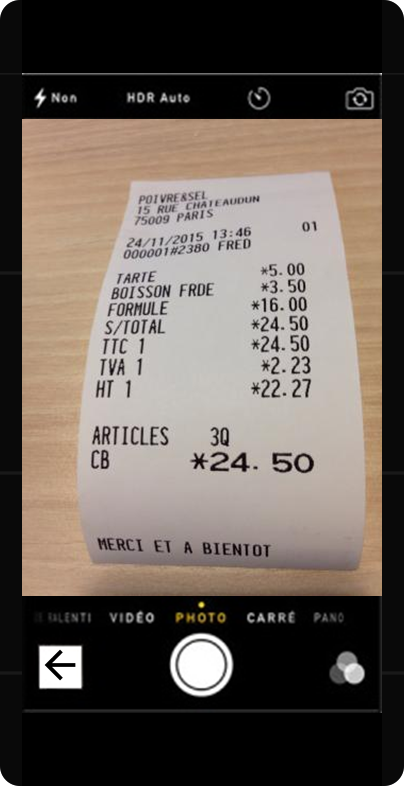 Non
HDR Auto
POIVRE&SEL
15 RUE CHATEAUDUN
75009 PARIS
24/11/2015 13:46 01
000001#2380 FRED
TARTE *5.00
BOISSON FRDE *3.50
FORMULE *16.00
S/TOTAL *24.50
TTC 1 *24.50
TVA 1 *2.23
HT 1 *22.27
ARTICLES 3Q
CB *24.50
MERCI ET A BIENTOT
RALENTI VIDÉO PHOTO CARRÉ PANO